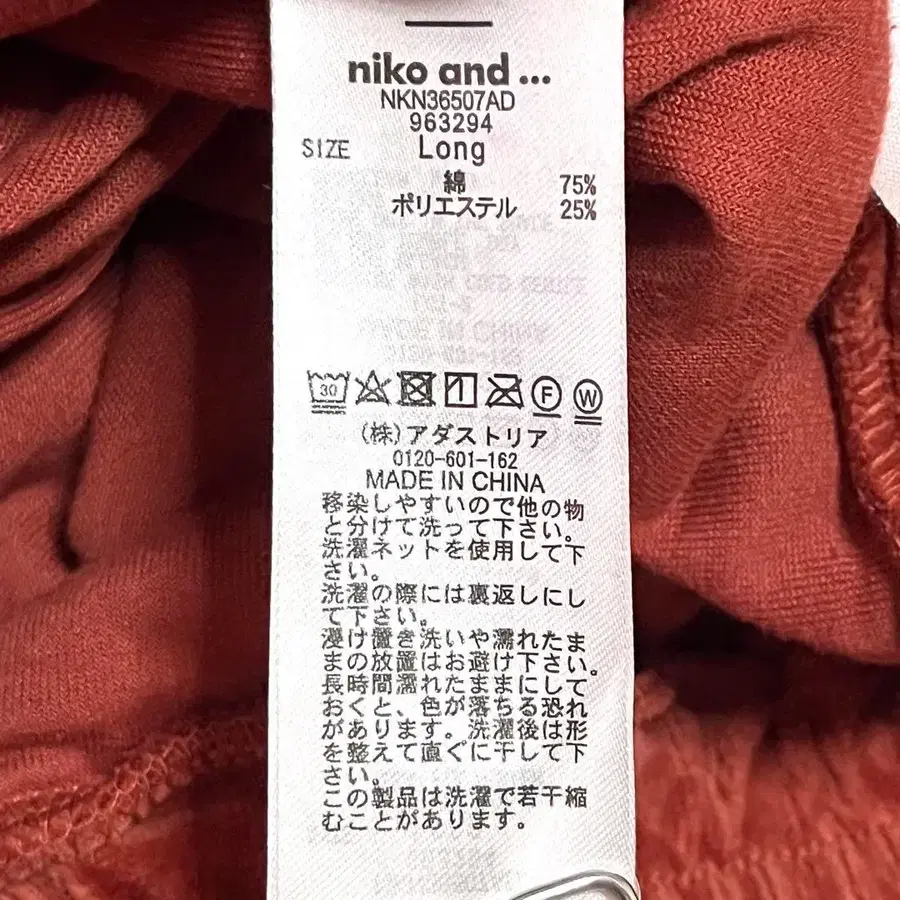 niko and ...
NKN36507AD
963294
SIZE Long
綿 75%
ポリエステル 25%
30 F W
(株)アダストリア
0120-601-162
MADE IN CHINA
移染しやすいので他の物
と分けて洗って下さい。
洗濯ネットを使用して下
さい。
洗濯の際には裏返しにし
て下さい。
浸け置き洗いや濡れたま
まの放置はお避け下さい。
長時間濡れたままにして
おくと、色が落ちる恐れ
があります。洗濯後は形
を整えて直ぐに干して下
さい。
この製品は洗濯で若干縮
むことがあります。